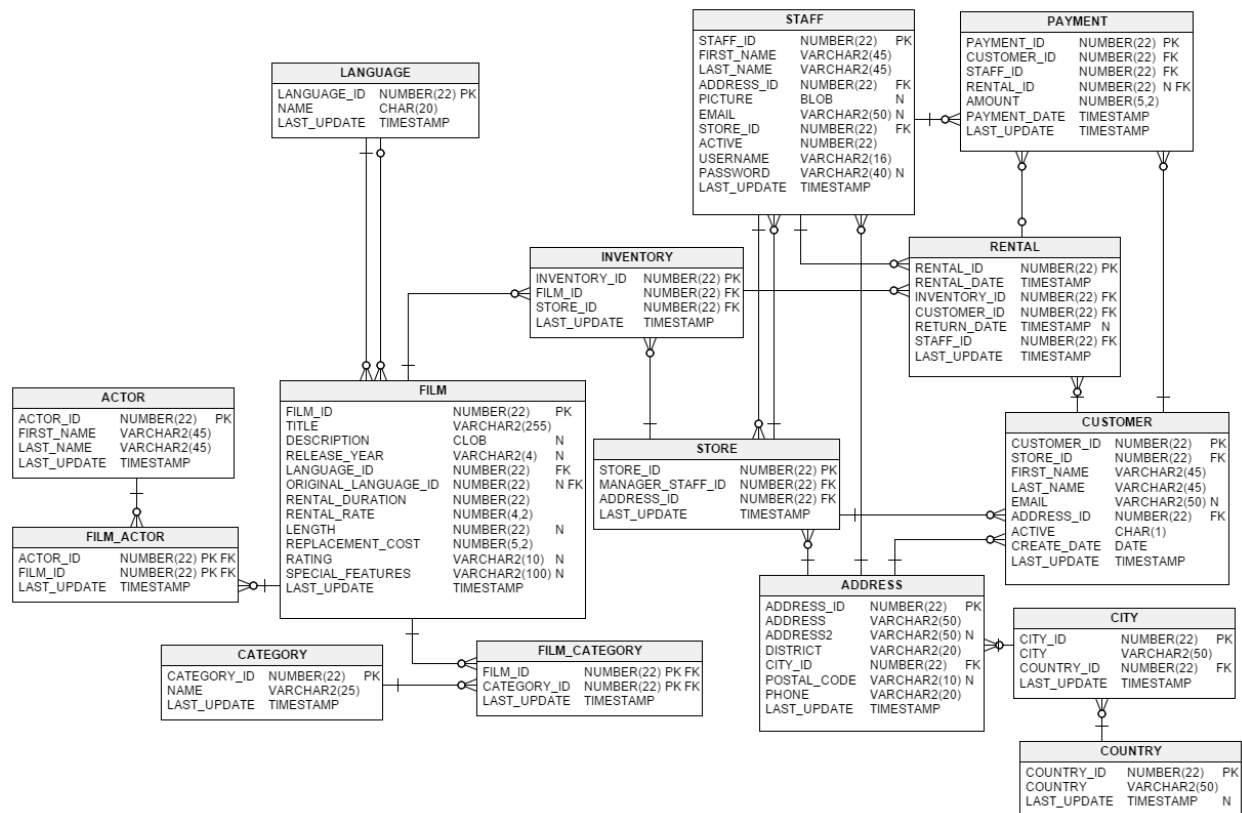 STAFF
STAFF_ID NUMBER(22) PK
FIRST_NAME VARCHAR2(45)
LAST_NAME VARCHAR2(45)
ADDRESS_ID NUMBER(22) FK
PICTURE BLOB N
EMAIL VARCHAR2(50) N
STORE_ID NUMBER(22) FK
ACTIVE NUMBER(22)
USERNAME VARCHAR2(16)
PASSWORD VARCHAR2(40) N
LAST_UPDATE TIMESTAMP
PAYMENT
PAYMENT_ID NUMBER(22) PK
CUSTOMER_ID NUMBER(22) FK
STAFF_ID NUMBER(22) FK
RENTAL_ID NUMBER(22) N FK
AMOUNT NUMBER(5,2)
PAYMENT_DATE TIMESTAMP
LAST_UPDATE TIMESTAMP
LANGUAGE
LANGUAGE_ID NUMBER(22) PK
NAME CHAR(20)
LAST_UPDATE TIMESTAMP
INVENTORY
INVENTORY_ID NUMBER(22) PK
FILM_ID NUMBER(22) FK
STORE_ID NUMBER(22) FK
LAST_UPDATE TIMESTAMP
RENTAL
RENTAL_ID NUMBER(22) PK
RENTAL_DATE TIMESTAMP
INVENTORY_ID NUMBER(22) FK
CUSTOMER_ID NUMBER(22) FK
RETURN_DATE TIMESTAMP N
STAFF_ID NUMBER(22) FK
LAST_UPDATE TIMESTAMP
ACTOR
ACTOR_ID NUMBER(22) PK
FIRST_NAME VARCHAR2(45)
LAST_NAME VARCHAR2(45)
LAST_UPDATE TIMESTAMP
FILM
FILM_ID NUMBER(22) PK
TITLE VARCHAR2(255)
DESCRIPTION CLOB N
RELEASE_YEAR VARCHAR2(4) N
LANGUAGE_ID NUMBER(22) FK
ORIGINAL_LANGUAGE_ID NUMBER(22) N FK
RENTAL_DURATION NUMBER(22)
RENTAL_RATE NUMBER(4,2)
LENGTH NUMBER(22) N
REPLACEMENT_COST NUMBER(5,2)
RATING VARCHAR2(10) N
SPECIAL_FEATURES VARCHAR2(100) N
LAST_UPDATE TIMESTAMP
STORE
STORE_ID NUMBER(22) PK
MANAGER_STAFF_ID NUMBER(22) FK
ADDRESS_ID NUMBER(22) FK
LAST_UPDATE TIMESTAMP
CUSTOMER
CUSTOMER_ID NUMBER(22) PK
STORE_ID NUMBER(22) FK
FIRST_NAME VARCHAR2(45)
LAST_NAME VARCHAR2(45)
EMAIL VARCHAR2(50) N
ADDRESS_ID NUMBER(22) FK
ACTIVE CHAR(1)
CREATE_DATE DATE
LAST_UPDATE TIMESTAMP
FILM_ACTOR
ACTOR_ID NUMBER(22) PK FK
FILM_ID NUMBER(22) PK FK
LAST_UPDATE TIMESTAMP
ADDRESS
ADDRESS_ID NUMBER(22) PK
ADDRESS VARCHAR2(50)
ADDRESS2 VARCHAR2(50) N
DISTRICT VARCHAR2(20)
CITY_ID NUMBER(22) FK
POSTAL_CODE VARCHAR2(10) N
PHONE VARCHAR2(20)
LAST_UPDATE TIMESTAMP
CITY
CITY_ID NUMBER(22) PK
CITY VARCHAR2(50)
COUNTRY_ID NUMBER(22) FK
LAST_UPDATE TIMESTAMP
CATEGORY
CATEGORY_ID NUMBER(22) PK
NAME VARCHAR2(25)
LAST_UPDATE TIMESTAMP
FILM_CATEGORY
FILM_ID NUMBER(22) PK FK
CATEGORY_ID NUMBER(22) PK FK
LAST_UPDATE TIMESTAMP
COUNTRY
COUNTRY_ID NUMBER(22) PK
COUNTRY VARCHAR2(50)
LAST_UPDATE TIMESTAMP N